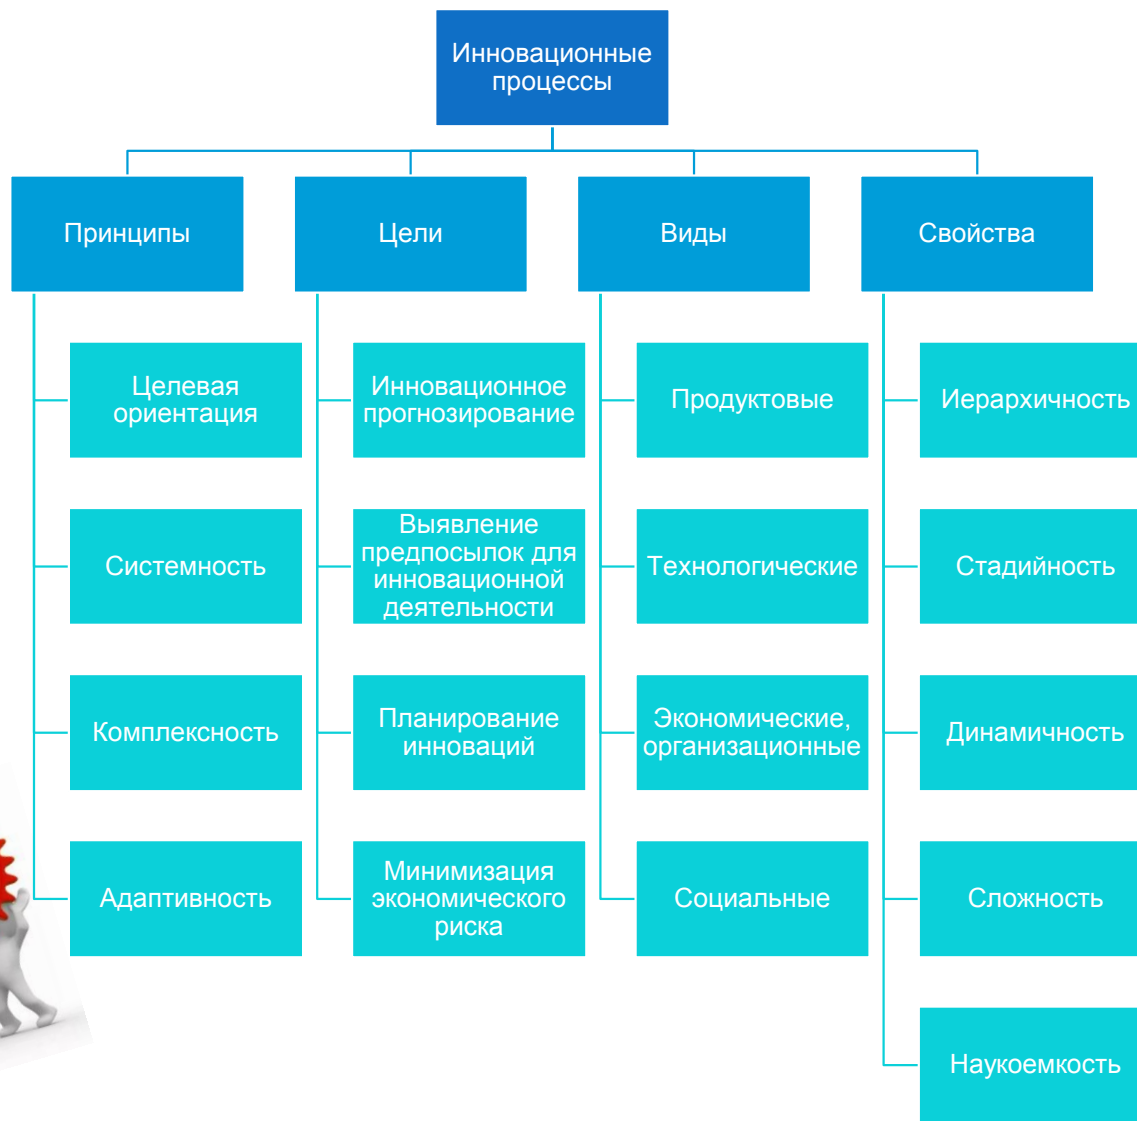 Инновационные
процессы
Принципы
Цели
Виды
Свойства
Целевая
ориентация
Инновационное
прогнозирование
Продуктовые
Иерархичность
Системность
Выявление
предпосылок для
инновационной
деятельности
Технологические
Стадийность
Комплексность
Планирование
инноваций
Экономические,
организационные
Динамичность
Адаптивность
Минимизация
экономического
риска
Социальные
Сложность
Наукоемкость